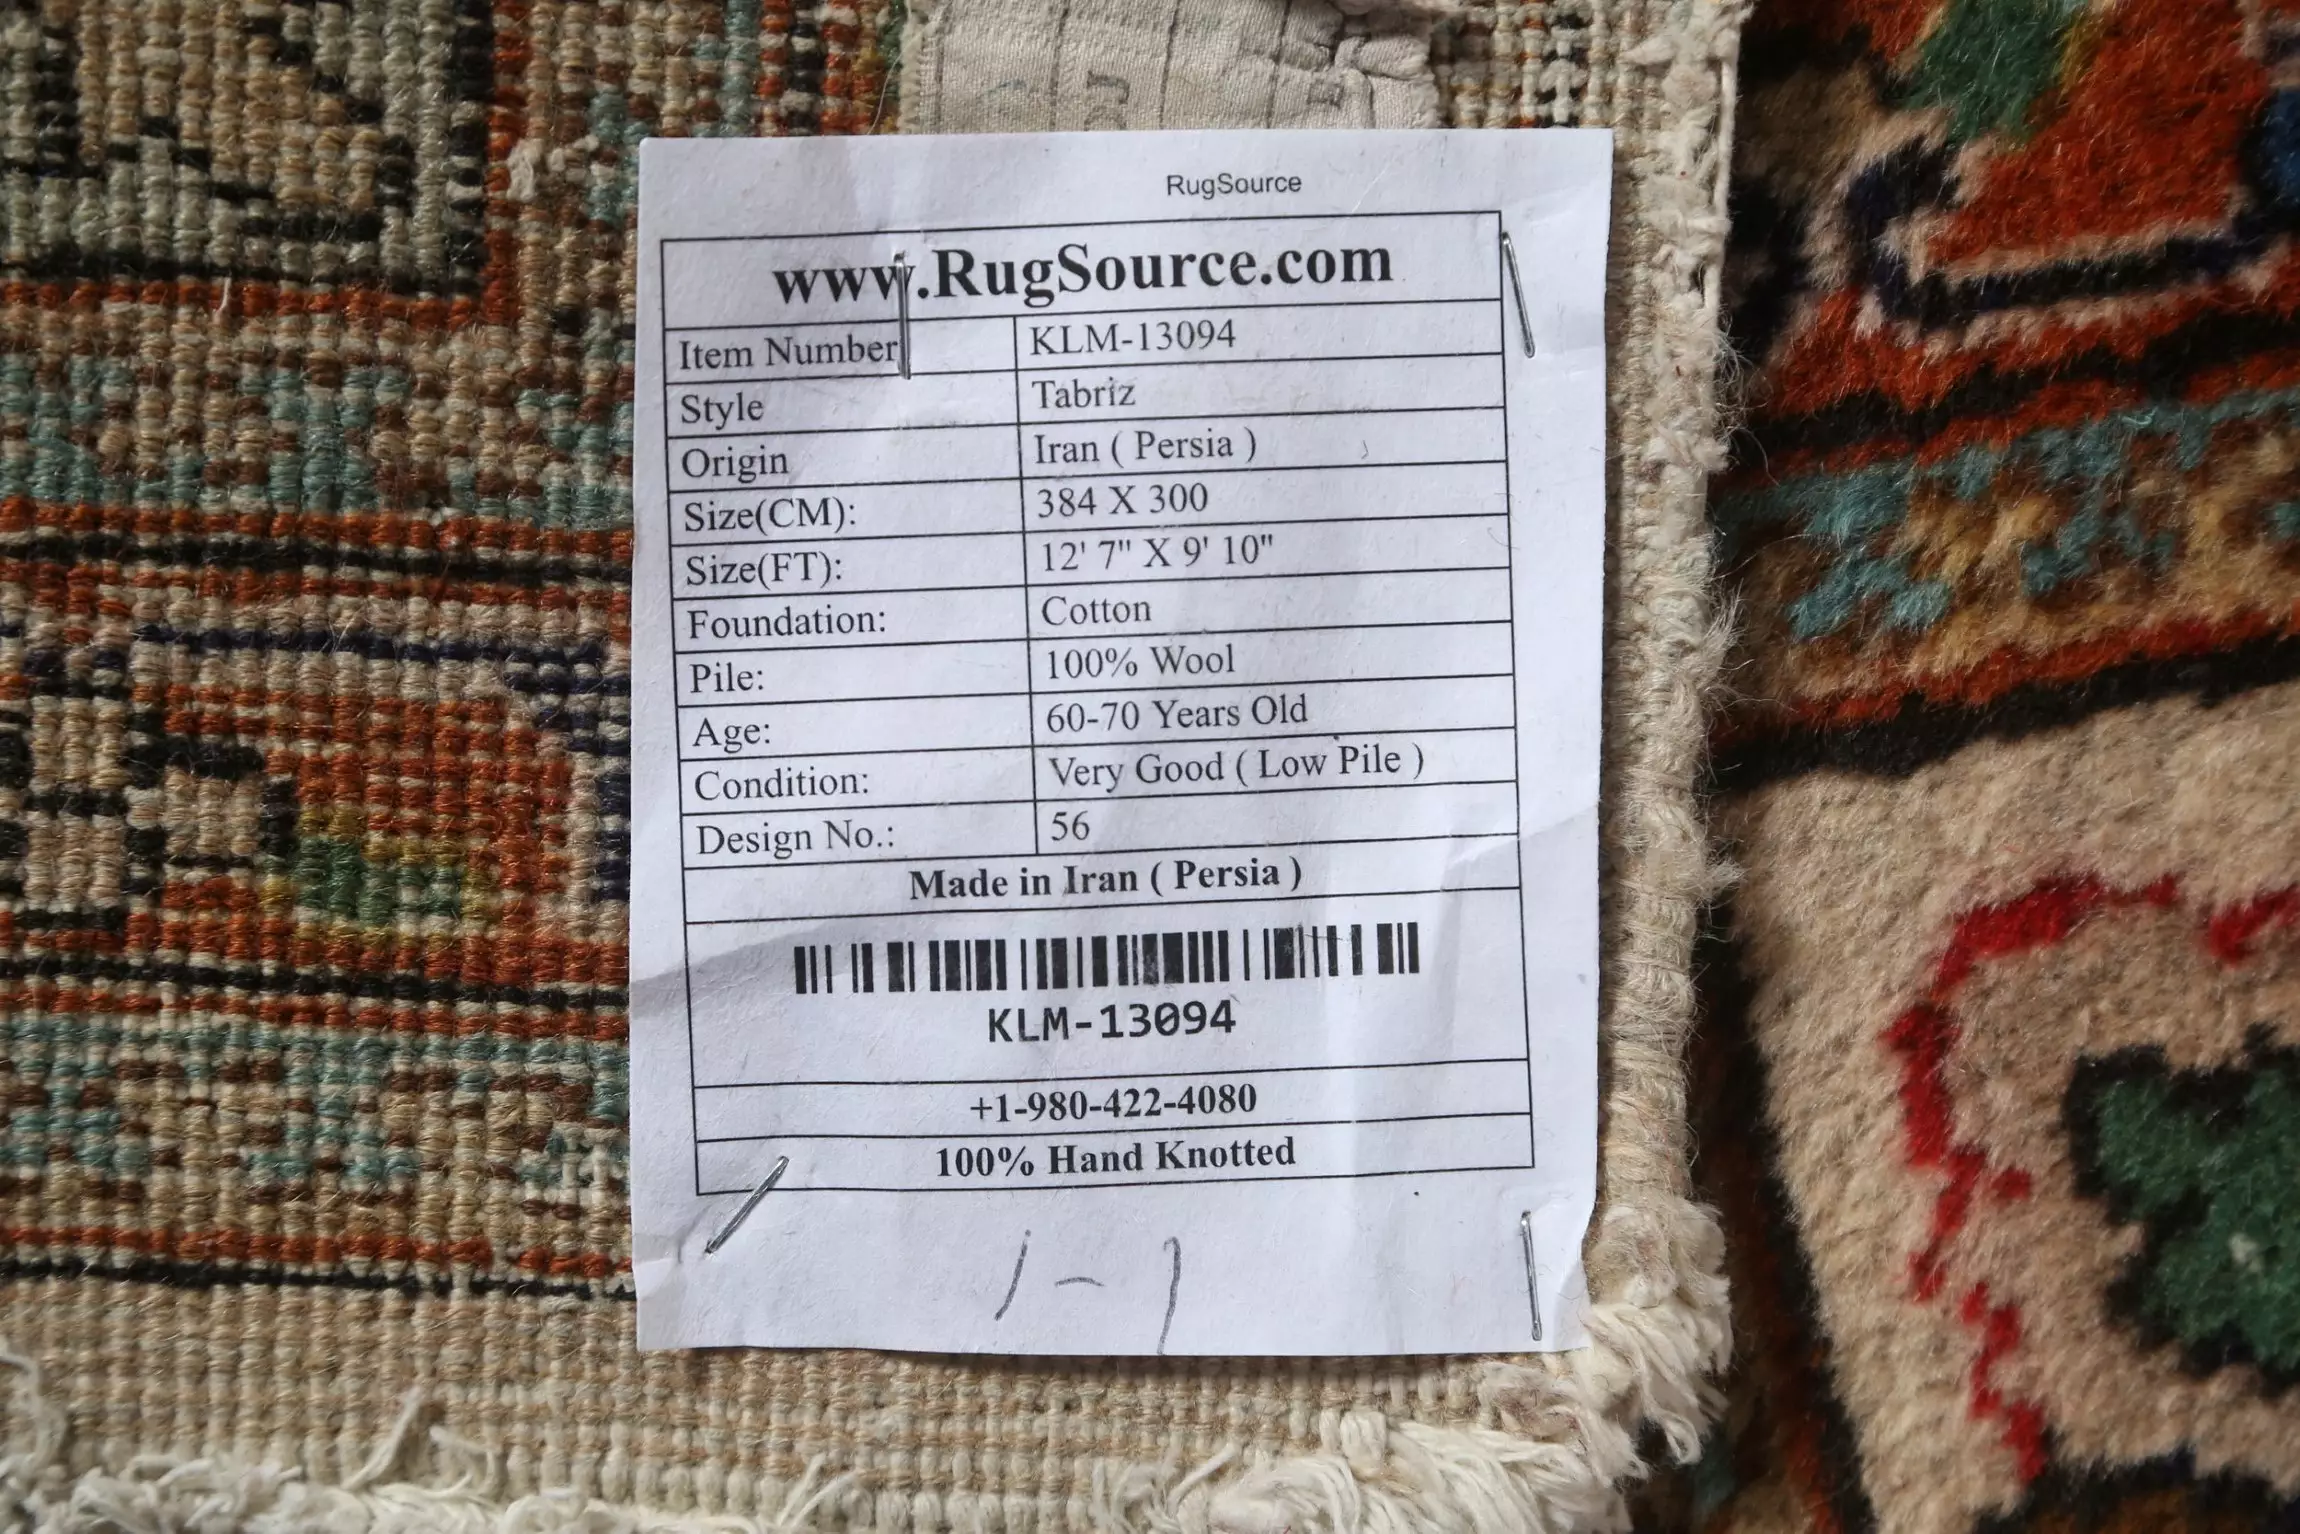 RugSource
www.RugSource.com
Item Number KLM-13094
Style Tabriz
Origin Iran ( Persia )
Size(CM): 384 X 300
Size(FT): 12' 7" X 9' 10"
Foundation: Cotton
Pile: 100% Wool
Age: 60-70 Years Old
Condition: Very Good ( Low Pile )
Design No.: 56
Made in Iran ( Persia )
KLM-13094
+1-980-422-4080
100% Hand Knotted